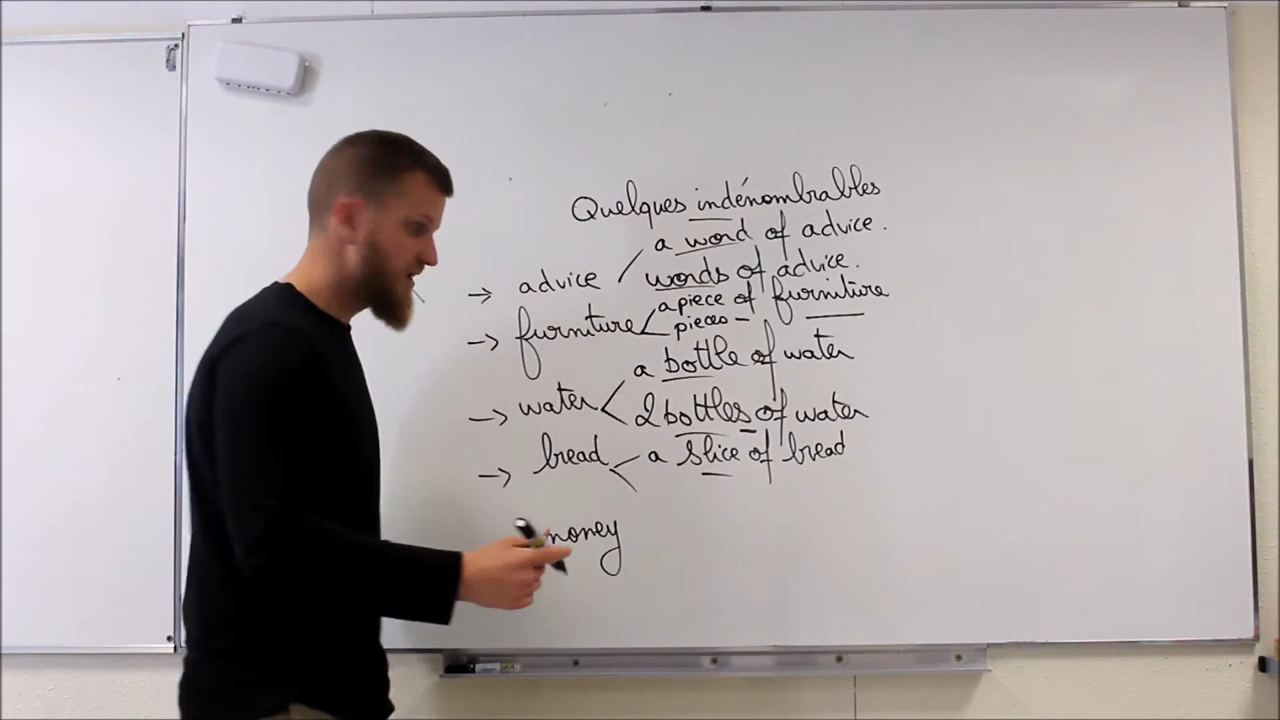 Quelques indénombrables
a word of advice.
→ advice / words of advice.
a piece of furniture
→ furniture < pieces –
a bottle of water
→ water < 2 bottles of water
→ bread < a slice of bread
money